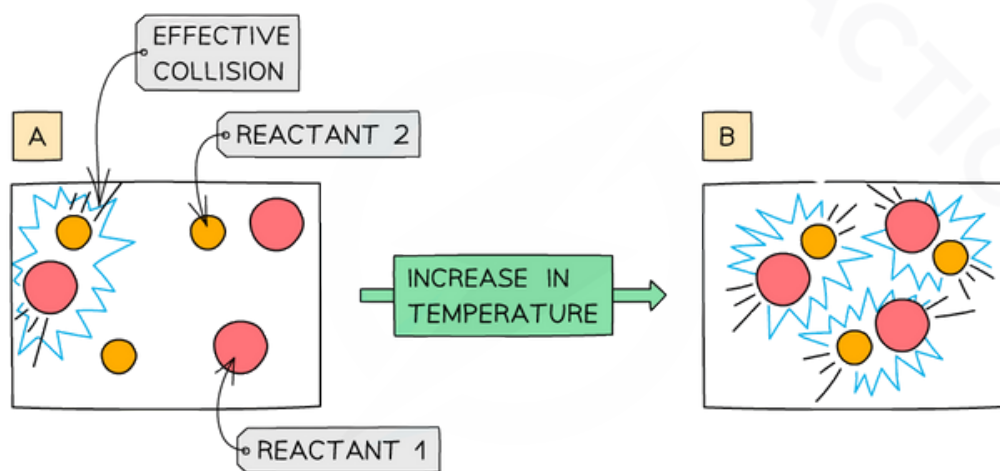 EFFECTIVE
COLLISION
A
REACTANT 2
B
INCREASE IN
TEMPERATURE
REACTANT 1